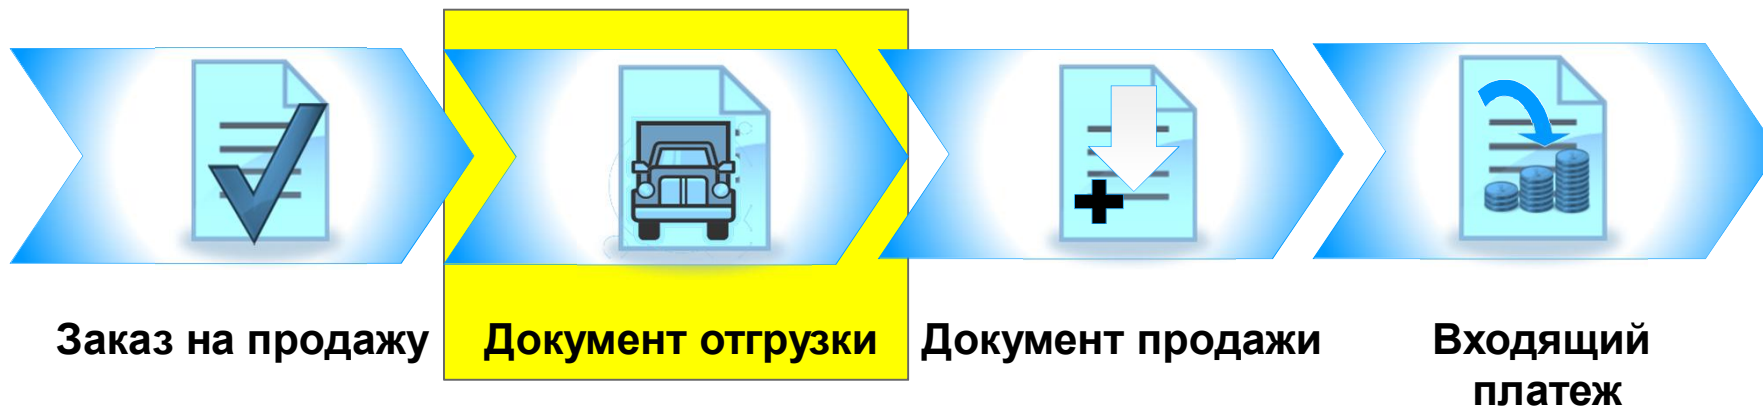 Заказ на продажу
Документ отгрузки
Документ продажи
Входящий
платеж